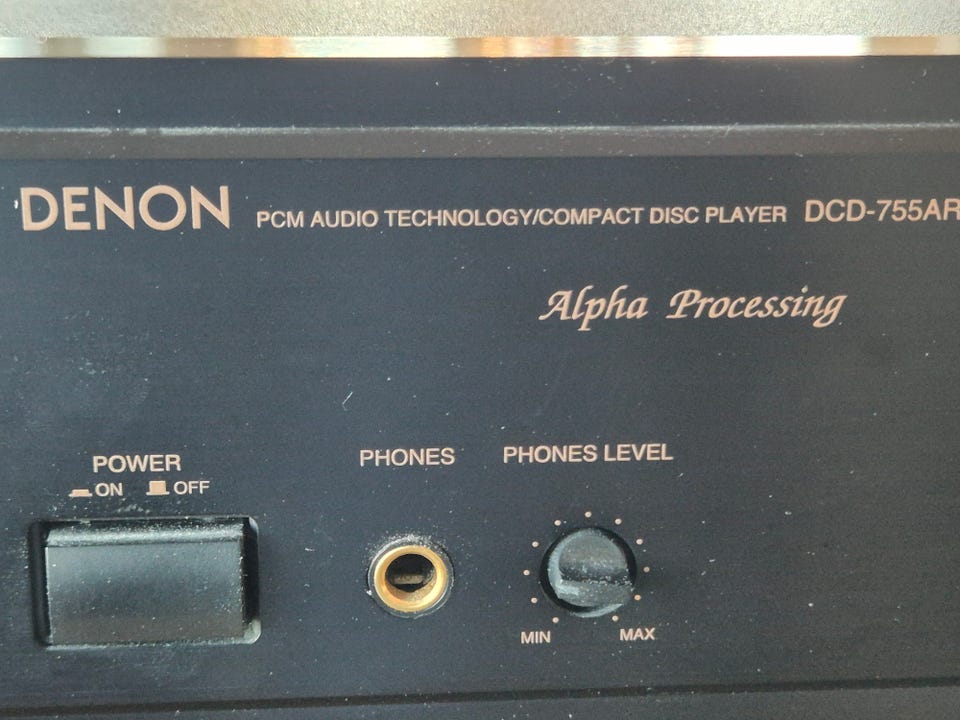 DENON PCM AUDIO TECHNOLOGY/COMPACT DISC PLAYER DCD-755AR
Alpha Processing
POWER
ON OFF
PHONES
PHONES LEVEL
MIN MAX